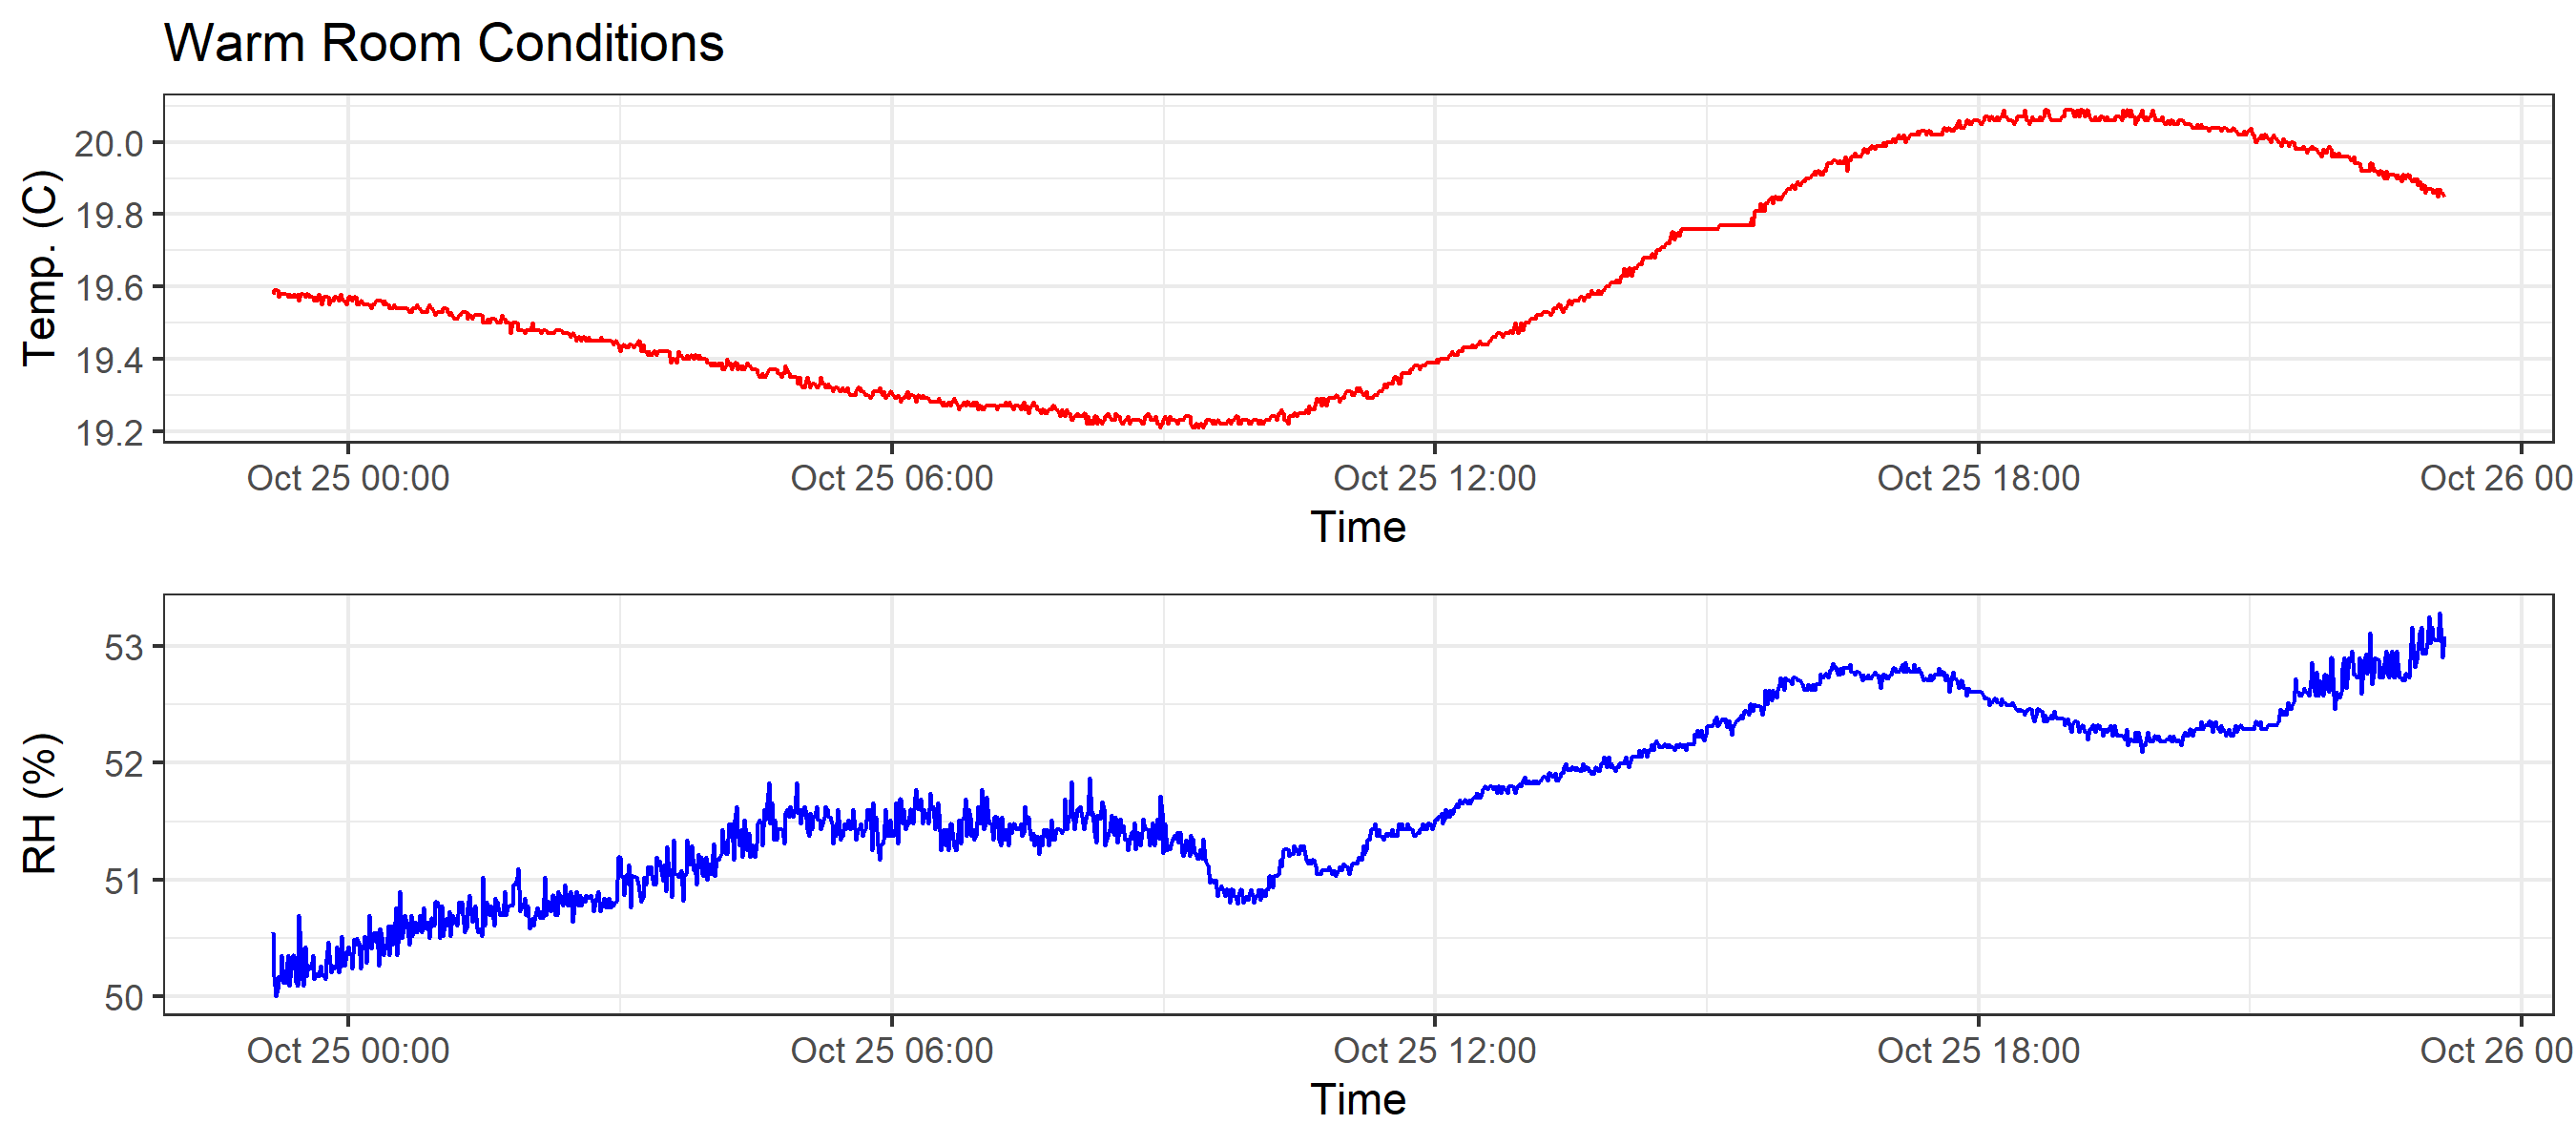 Warm Room Conditions
Temp. (C)
20.0
19.8
19.6
19.4
19.2
Oct 25 00:00 Oct 25 06:00 Oct 25 12:00 Oct 25 18:00 Oct 26 00
Time
RH (%)
53
52
51
50
Oct 25 00:00 Oct 25 06:00 Oct 25 12:00 Oct 25 18:00 Oct 26 00
Time